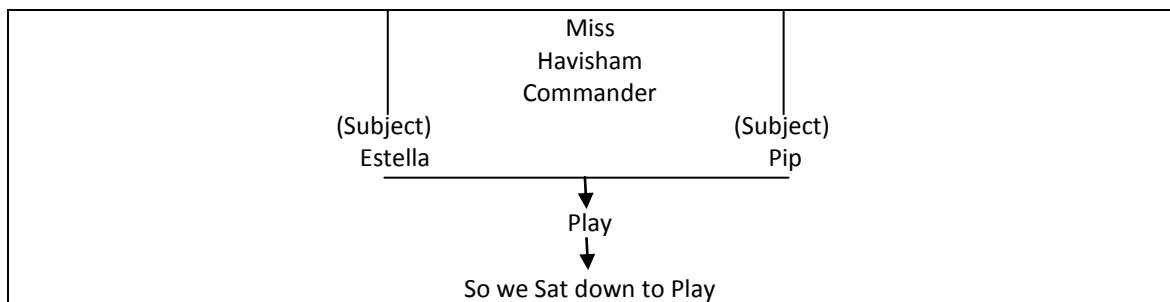 Miss
Havisham
Commander
(Subject) (Subject)
Estella Pip
Play
So we Sat down to Play